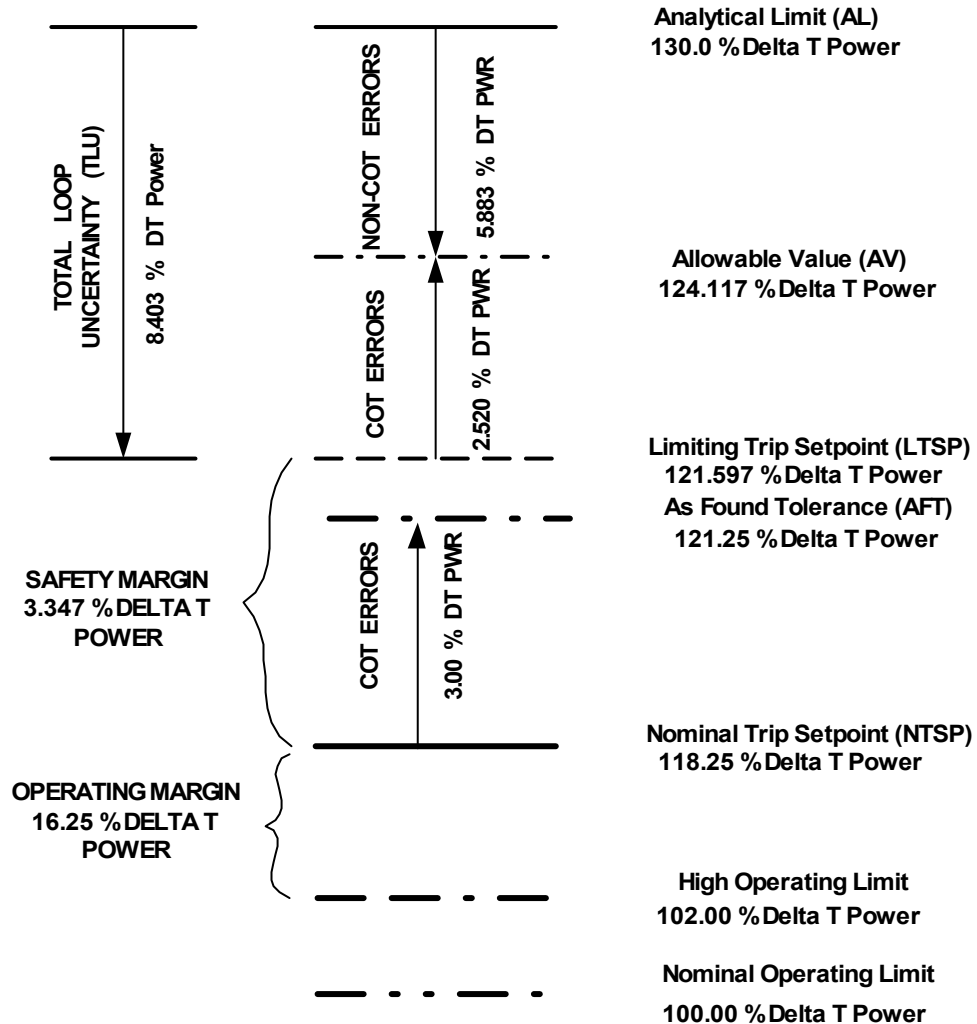 Analytical Limit (AL)
130.0 % Delta T Power
TOTAL LOOP
UNCERTAINTY (TLU)
8.403 % DT Power
NON-COT ERRORS
5.883 % DT PWR
Allowable Value (AV)
124.117 % Delta T Power
COT ERRORS
2.520 % DT PWR
Limiting Trip Setpoint (LTSP)
121.597 % Delta T Power
As Found Tolerance (AFT)
121.25 % Delta T Power
SAFETY MARGIN
3.347 % DELTA T
POWER
COT ERRORS
3.00 % DT PWR
Nominal Trip Setpoint (NTSP)
118.25 % Delta T Power
OPERATING MARGIN
16.25 % DELTA T
POWER
High Operating Limit
102.00 % Delta T Power
Nominal Operating Limit
100.00 % Delta T Power